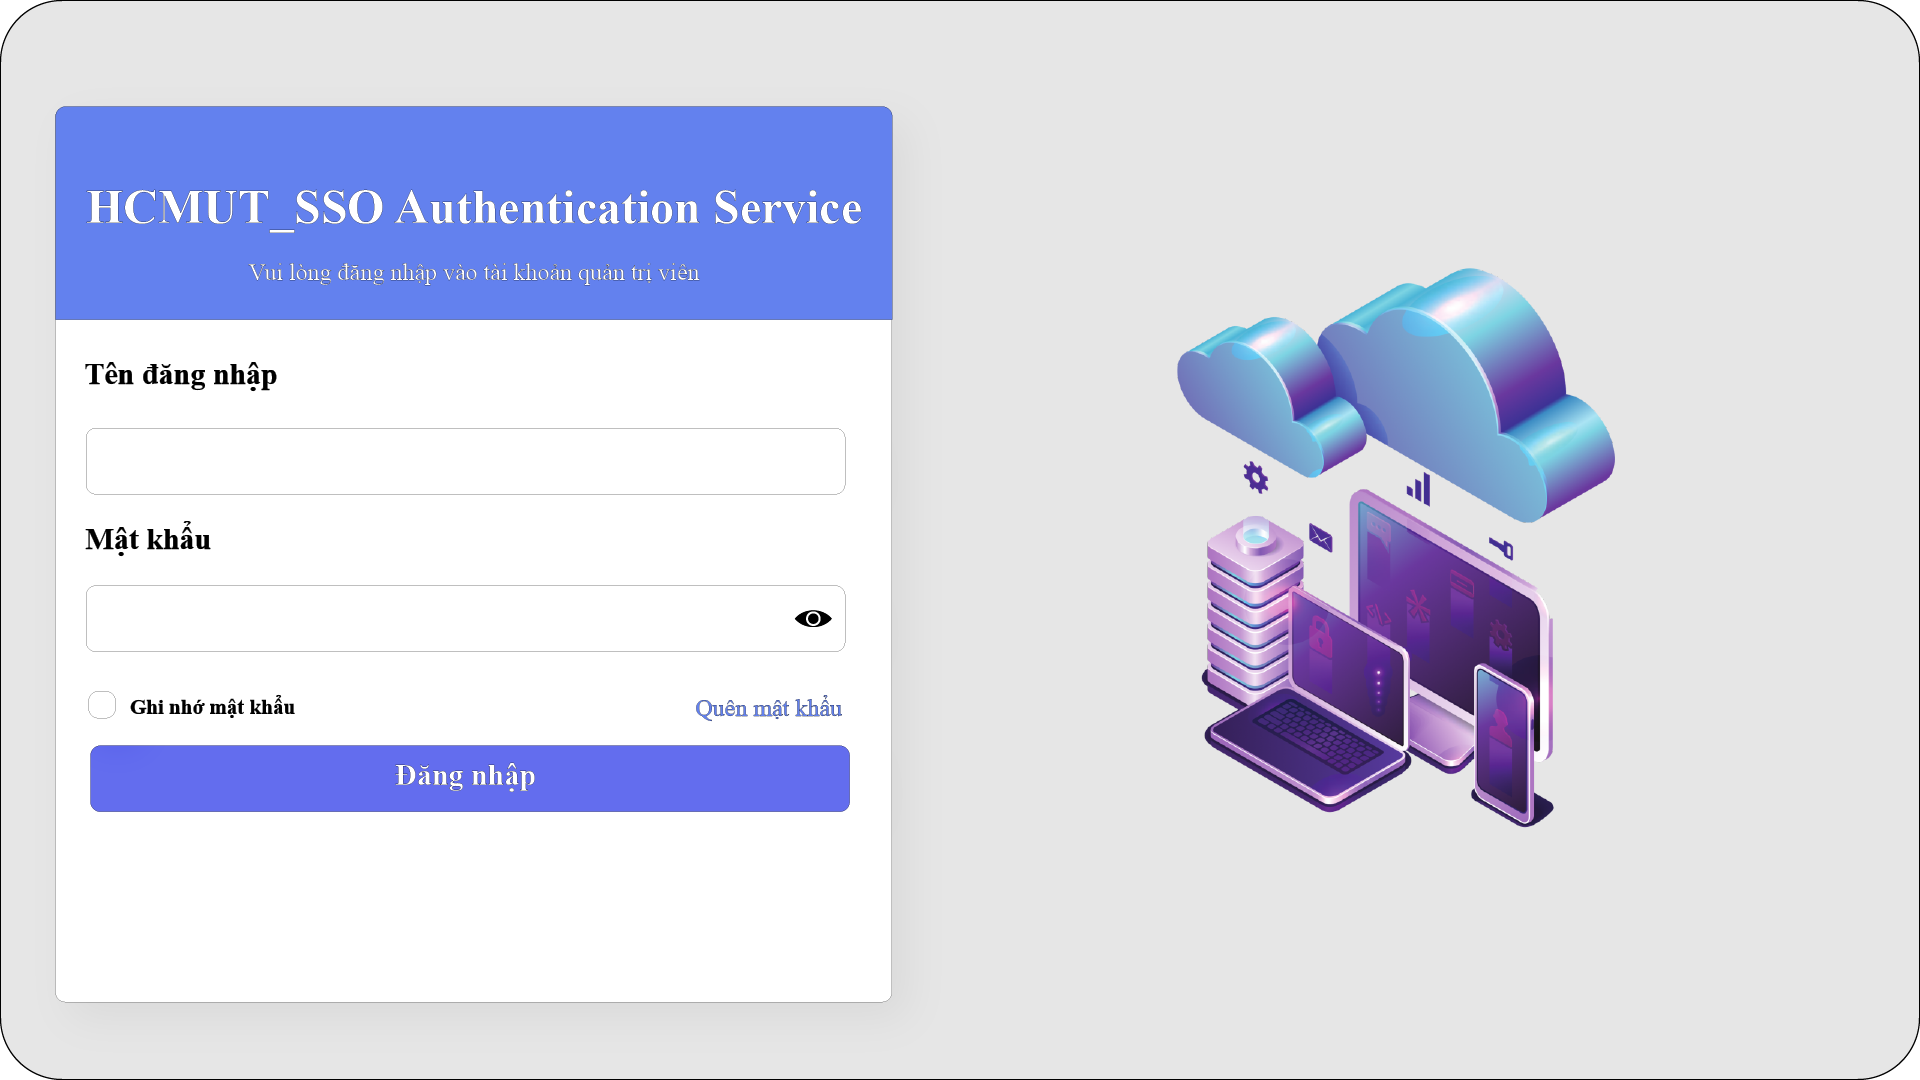 HCMUT_SSO Authentication Service
Vui lòng đăng nhập vào tài khoản quản trị viên
Tên đăng nhập
Mật khẩu
Ghi nhớ mật khẩu
Quên mật khẩu
Đăng nhập